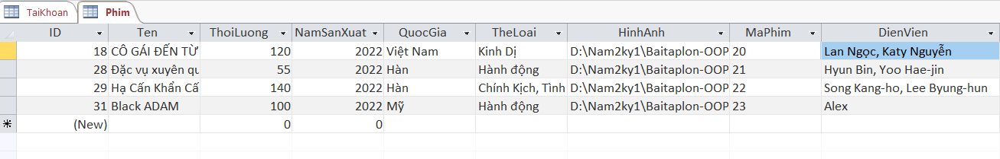 TaiKhoan Phim
ID Ten ThoiLuong NamSanXuat QuocGia TheLoai HinhAnh MaPhim DienVien
18 CÔ GÁI ĐẾN TỪ 120 2022 Việt Nam Kinh Dị D:\Nam2ky1\Baitaplon-OOP 20 Lan Ngọc, Katy Nguyễn
28 Đặc vụ xuyên qu 55 2022 Hàn Hành động D:\Nam2ky1\Baitaplon-OOP 21 Hyun Bin, Yoo Hae-jin
29 Hạ Cấn Khẩn Cấ 140 2022 Hàn Chính Kịch, Tình D:\Nam2ky1\Baitaplon-OOP 22 Song Kang-ho, Lee Byung-hun
31 Black ADAM 100 2022 Mỹ Hành động D:\Nam2ky1\Baitaplon-OOP 23 Alex
(New) 0 0